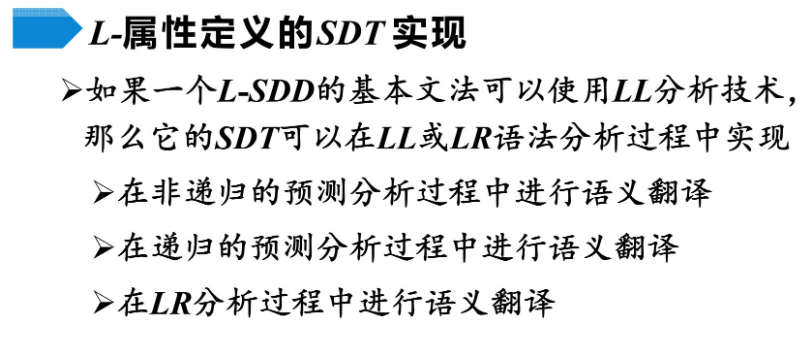 L-属性定义的SDT 实现
➢如果一个L-SDD的基本文法可以使用LL分析技术，
那么它的SDT可以在LL或LR语法分析过程中实现
➢在非递归的预测分析过程中进行语义翻译
➢在递归的预测分析过程中进行语义翻译
➢在LR分析过程中进行语义翻译